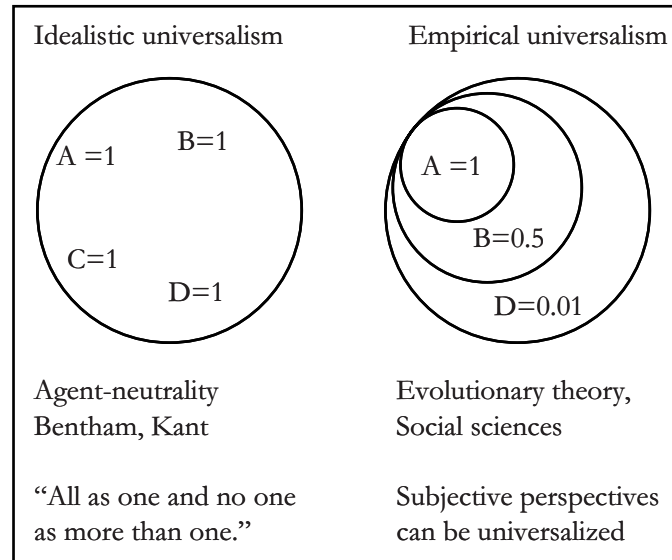 Idealistic universalism
A =1
B=1
C=1
D=1
Agent-neutrality
Bentham, Kant
“All as one and no one
as more than one.”
Empirical universalism
A =1
B=0.5
D=0.01
Evolutionary theory,
Social sciences
Subjective perspectives
can be universalized